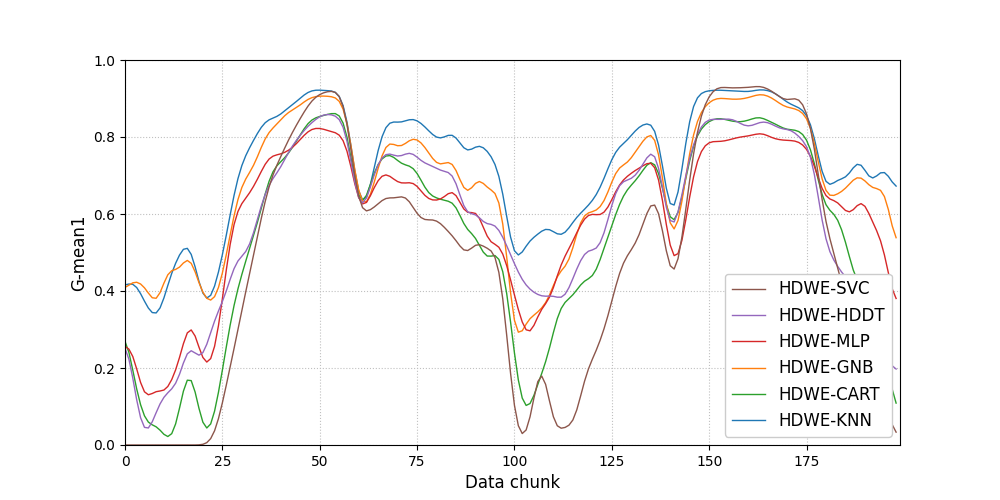 1.0
0.8
0.6
0.4
0.2
0.0
G-mean1
0
25
50
75
100
125
150
175
Data chunk
HDWE-SVC
HDWE-HDDT
HDWE-MLP
HDWE-GNB
HDWE-CART
HDWE-KNN